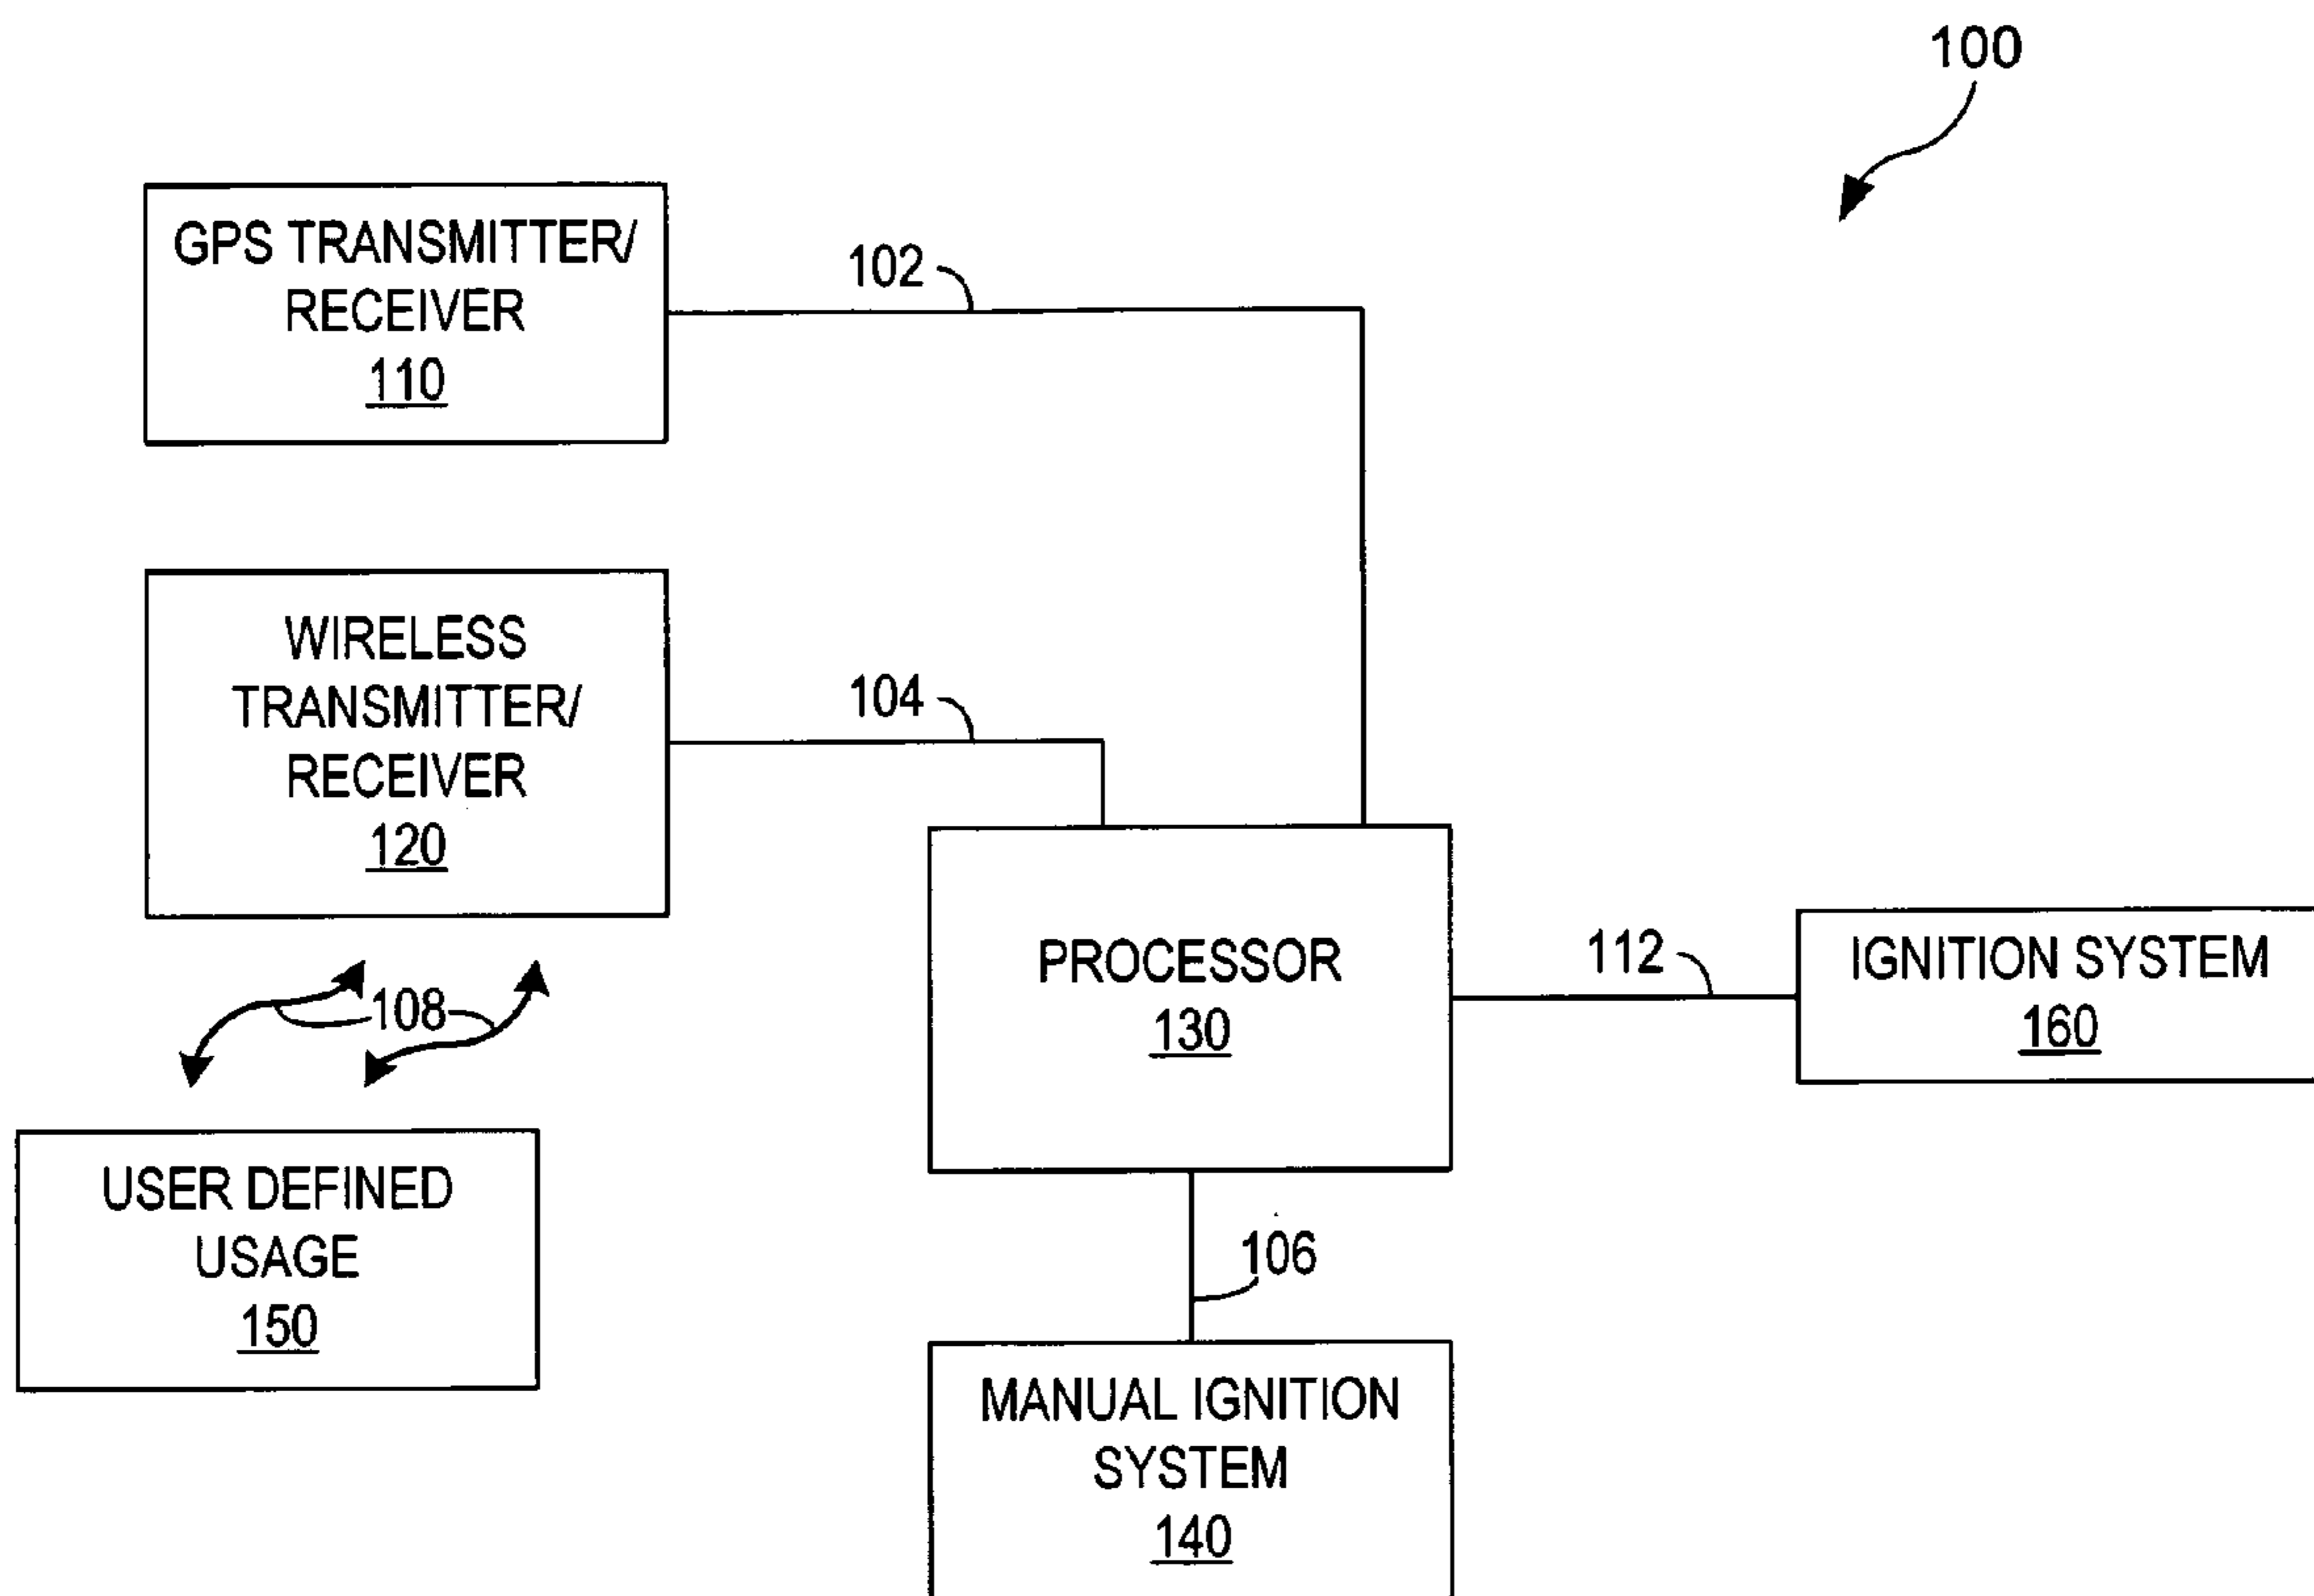 100
GPS TRANSMITTER/
RECEIVER
110
102
WIRELESS
TRANSMITTER/
RECEIVER
120
104
PROCESSOR
130
112
IGNITION SYSTEM
160
108
USER DEFINED
USAGE
150
106
MANUAL IGNITION
SYSTEM
140